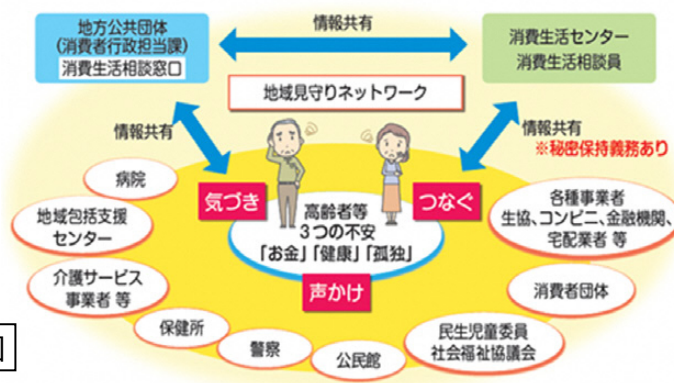 地方公共団体
(消費者行政担当課)
消費生活相談窓口
情報共有
消費生活センター
消費生活相談員
地域見守りネットワーク
情報共有
情報共有
※秘密保持義務あり
気づき
つなぐ
高齢者等
3つの不安
「お金」「健康」「孤独」
声かけ
病院
地域包括支援
センター
介護サービス
事業者 等
保健所
警察
公民館
民生児童委員
社会福祉協議会
消費者団体
各種事業者
生協、コンビニ、金融機関、
宅配業者 等